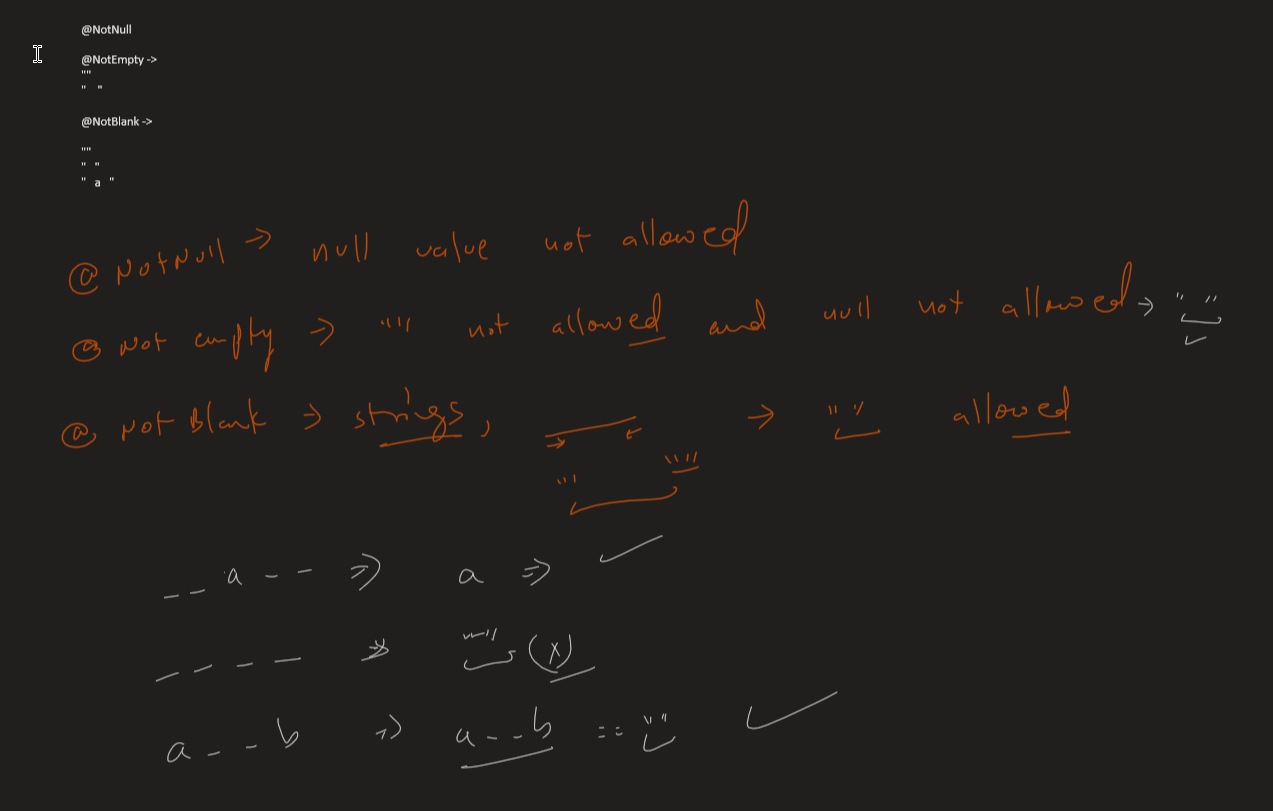 @NotNull
@NotEmpty ->
""
"  "
@NotBlank ->
""
"  "
"  a  "
@ NotNull => null value not allowed
@ Not empty => "" not allowed and null not allowed -> " "
@ Not Blank => strings, -> " " allowed
"" ""
_ _ a - - => a =>
_ - - - => "" (x)
a - - b => a - - b == ""